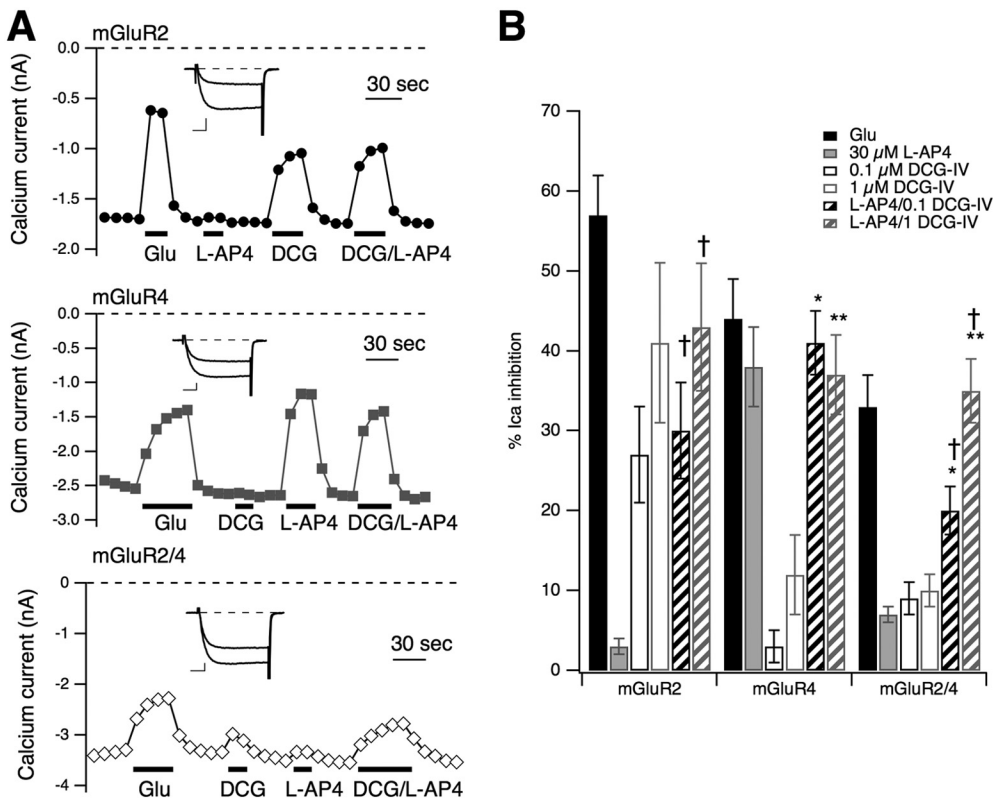 A
mGluR2
Calcium current (nA)
0.0
-0.5
-1.0
-1.5
-2.0
30 sec
Glu L-AP4 DCG DCG/L-AP4
mGluR4
Calcium current (nA)
0.0
-0.5
-1.0
-1.5
-2.0
-2.5
-3.0
30 sec
Glu DCG L-AP4 DCG/L-AP4
mGluR2/4
Calcium current (nA)
0
-1
-2
-3
-4
30 sec
Glu DCG L-AP4 DCG/L-AP4
B
% Ica inhibition
70
60
50
40
30
20
10
0
Glu
30 µM L-AP4
0.1 µM DCG-IV
1 µM DCG-IV
L-AP4/0.1 DCG-IV
L-AP4/1 DCG-IV
†
†
*
**
†
*
†
**
mGluR2 mGluR4 mGluR2/4